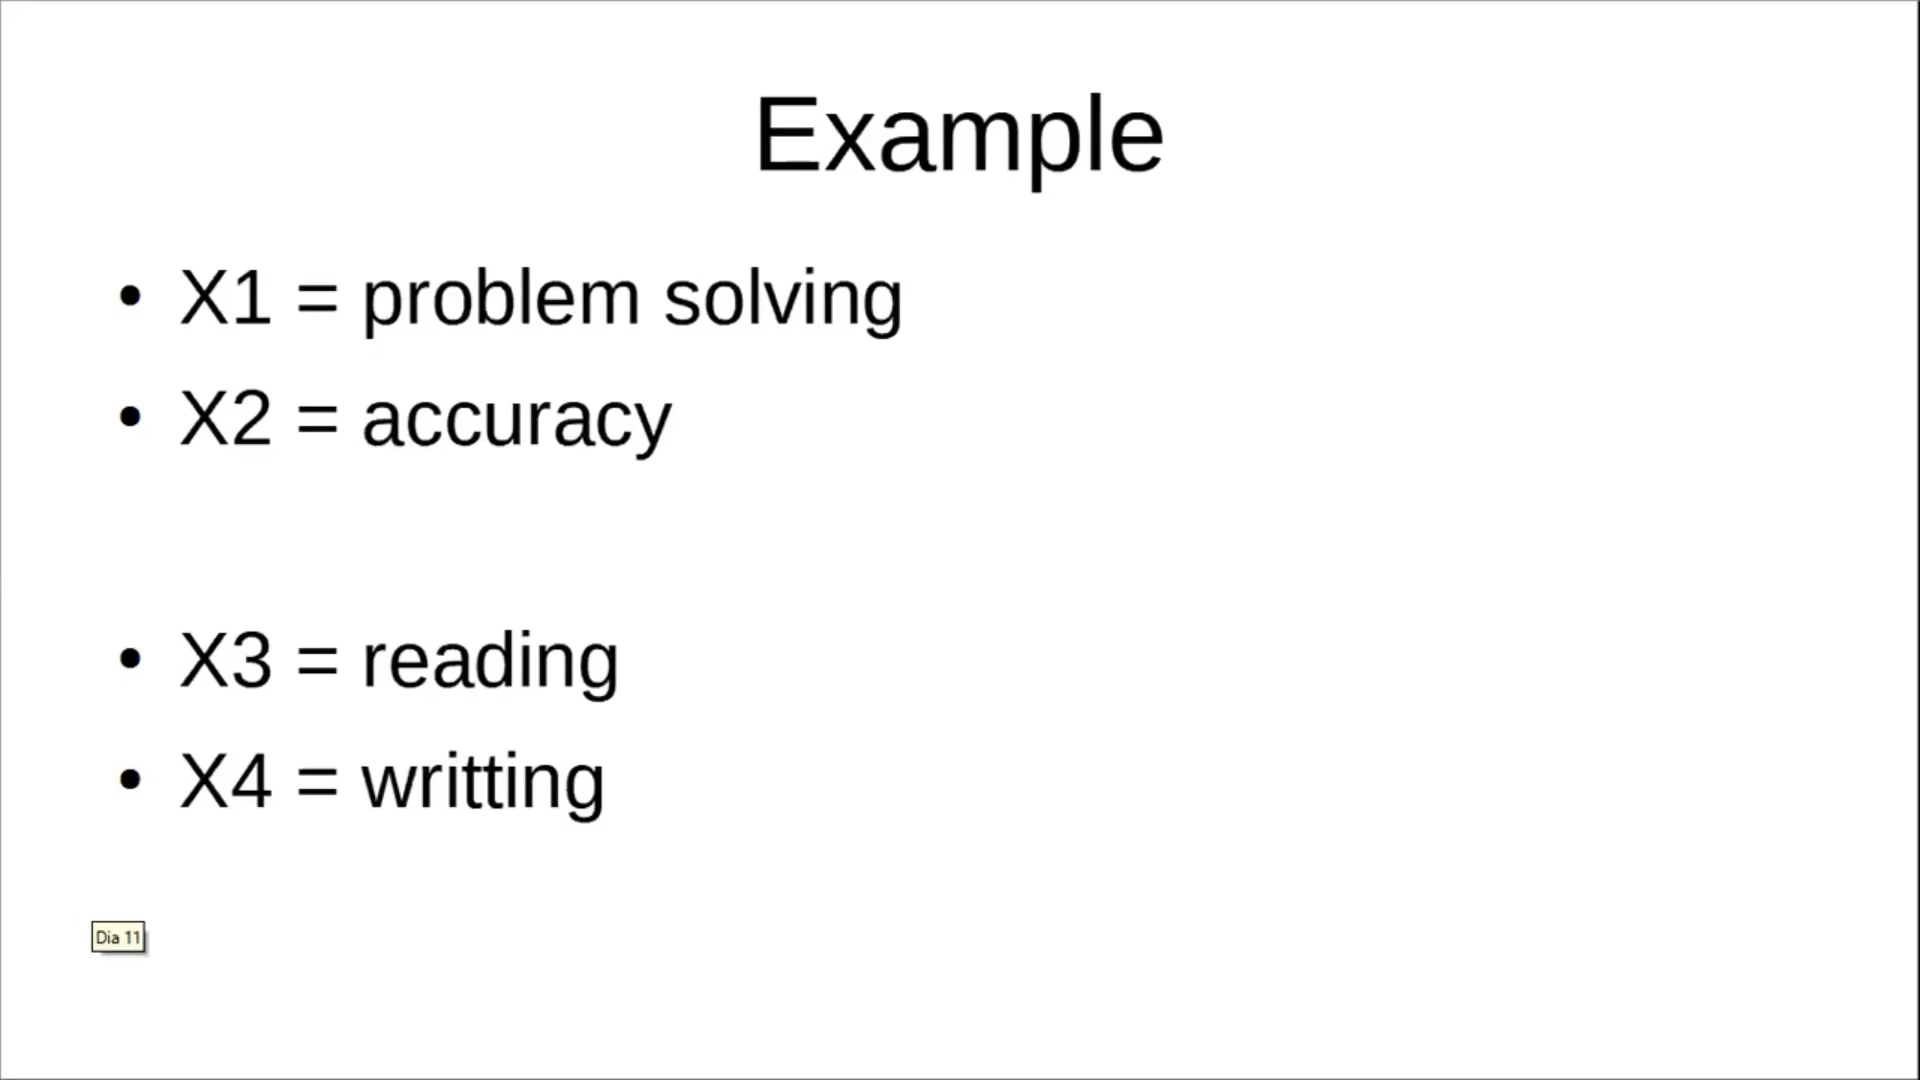 Example
• X1 = problem solving
• X2 = accuracy
• X3 = reading
• X4 = writting
Dia 11